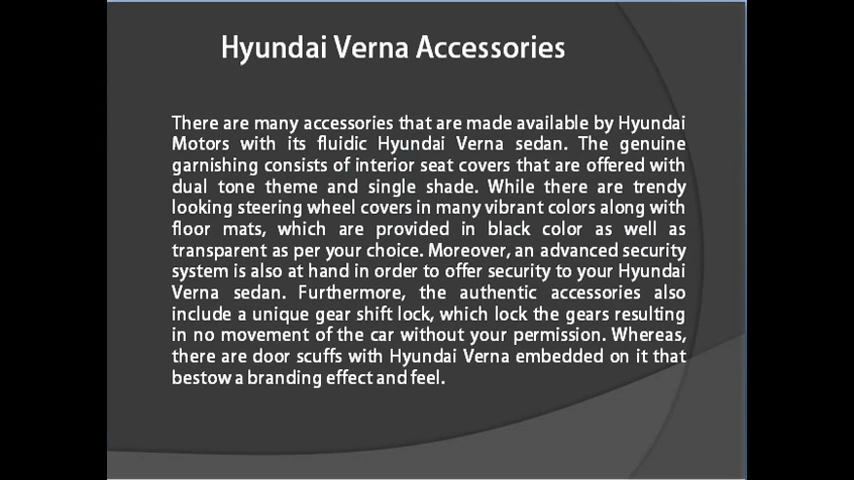 Hyundai Verna Accessories
There are many accessories that are made available by Hyundai
Motors with its fluidic Hyundai Verna sedan. The genuine
garnishing consists of interior seat covers that are offered with
dual tone theme and single shade. While there are trendy
looking steering wheel covers in many vibrant colors along with
floor mats, which are provided in black color as well as
transparent as per your choice. Moreover, an advanced security
system is also at hand in order to offer security to your Hyundai
Verna sedan. Furthermore, the authentic accessories also
include a unique gear shift lock, which lock the gears resulting
in no movement of the car without your permission. Whereas,
there are door scuffs with Hyundai Verna embedded on it that
bestow a branding effect and feel.